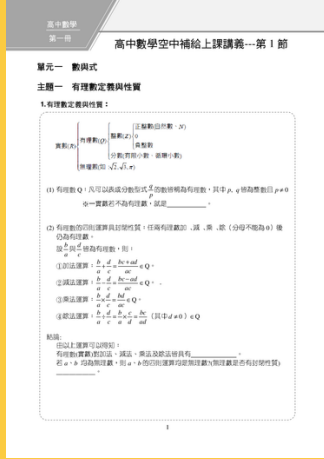 高中數學
第一冊
高中數學空中補給上課講義---第 1 節
單元一 數與式
主題一 有理數定義與性質
1.有理數定義與性質：
實數(R) 有理數(Q) 整數(Z) 正整數(自然數，N)
0
負整數
分數(有限小數、循環小數)
無理數(如 √2, √3, π)
(1) 有理數 Q，凡可以表成分數型式 q/p 的數皆稱為有理數，其中 p, q 皆為整數且 p≠0
※一實數若不為有理數，就是＿＿＿＿＿。
(2) 有理數的四則運算具封閉性質：任兩有理數加、減、乘、除（分母不能為 0）後
仍為有理數。
設 b/a 與 d/c 皆為有理數，則：
①加法運算：b/a + d/c = (bc+ad)/ac ∈ Q。
②減法運算：b/a − d/c = (bc−ad)/ac ∈ Q。.
③乘法運算：b/a × d/c = bd/ac ∈ Q。
④除法運算：b/a ÷ d/c = b/a × c/d = bc/ad（其中 d≠0）∈ Q
結論:
由以上運算可以得知，
有理數(實數)對加法、減法、乘法及除法皆具有＿＿＿＿＿＿。
若 a、b 均為無理數，則 a、b 的四則運算均是無理數?(無理數是否有封閉性質)
＿＿＿＿＿。
1